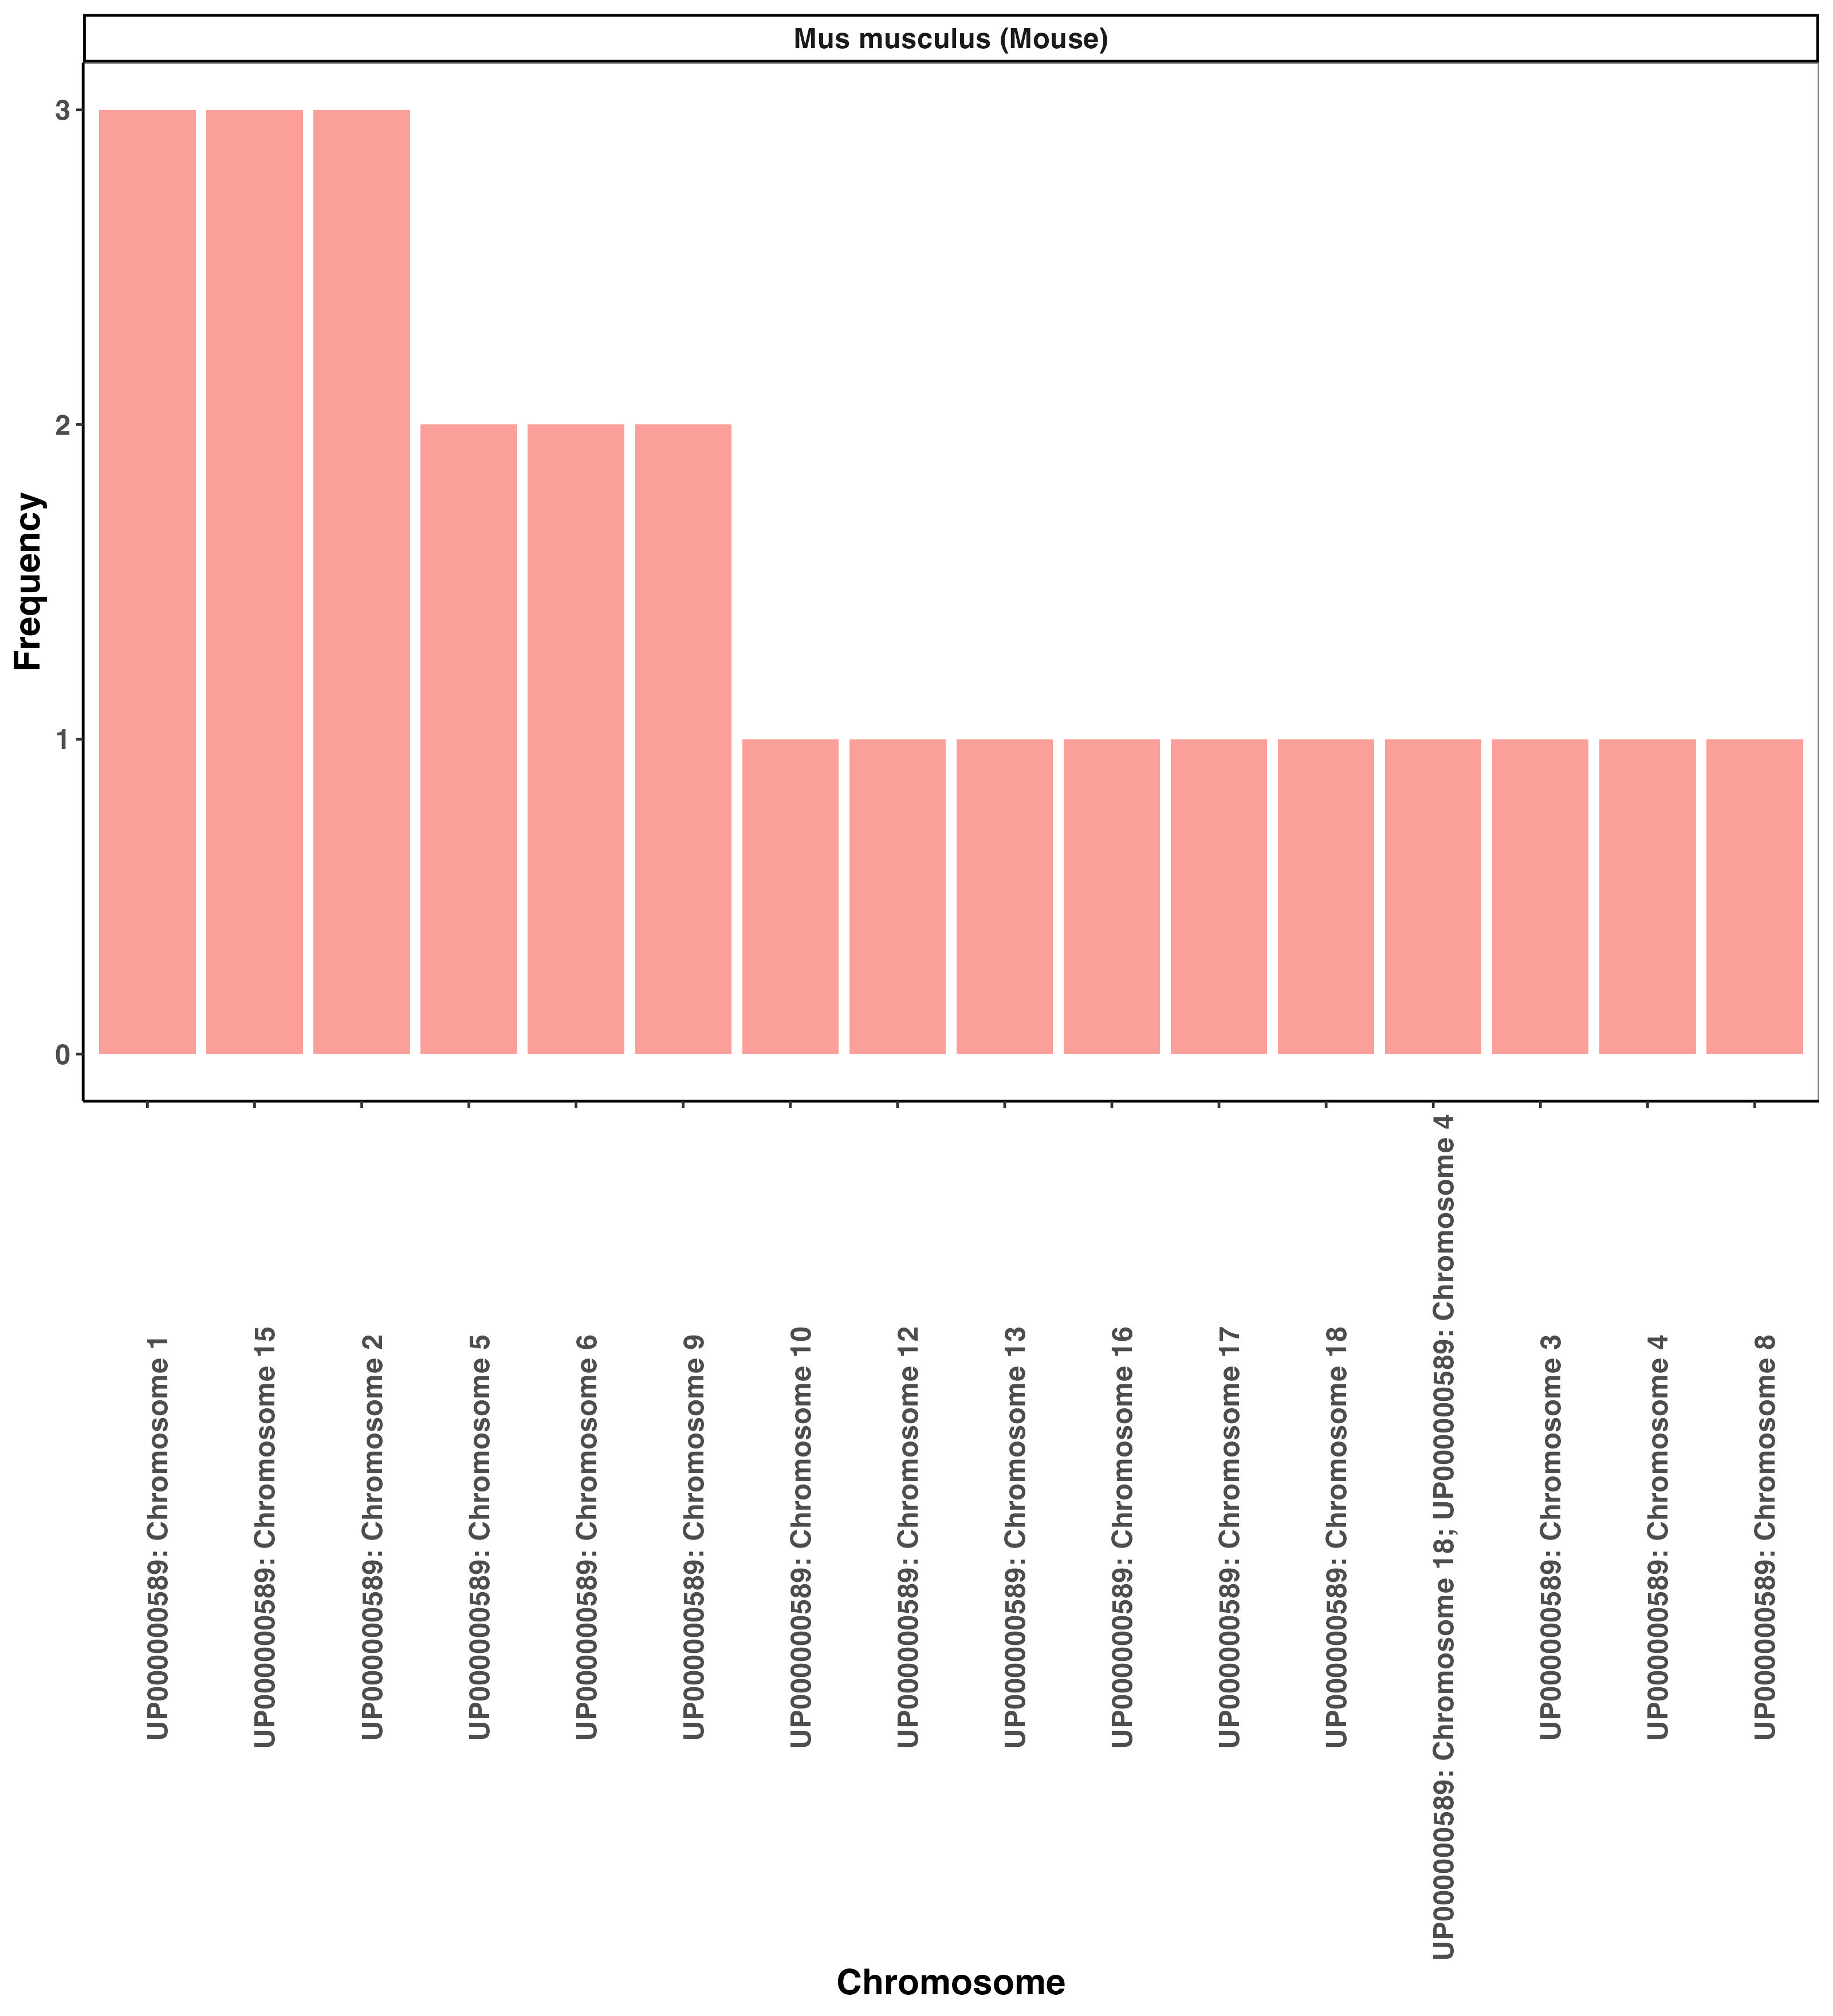 Mus musculus (Mouse)
3
2
1
0
Frequency
UP000000589: Chromosome 1
UP000000589: Chromosome 15
UP000000589: Chromosome 2
UP000000589: Chromosome 5
UP000000589: Chromosome 6
UP000000589: Chromosome 9
UP000000589: Chromosome 10
UP000000589: Chromosome 12
UP000000589: Chromosome 13
UP000000589: Chromosome 16
UP000000589: Chromosome 17
UP000000589: Chromosome 18
UP000000589: Chromosome 18; UP000000589: Chromosome 4
UP000000589: Chromosome 3
UP000000589: Chromosome 4
UP000000589: Chromosome 8
Chromosome